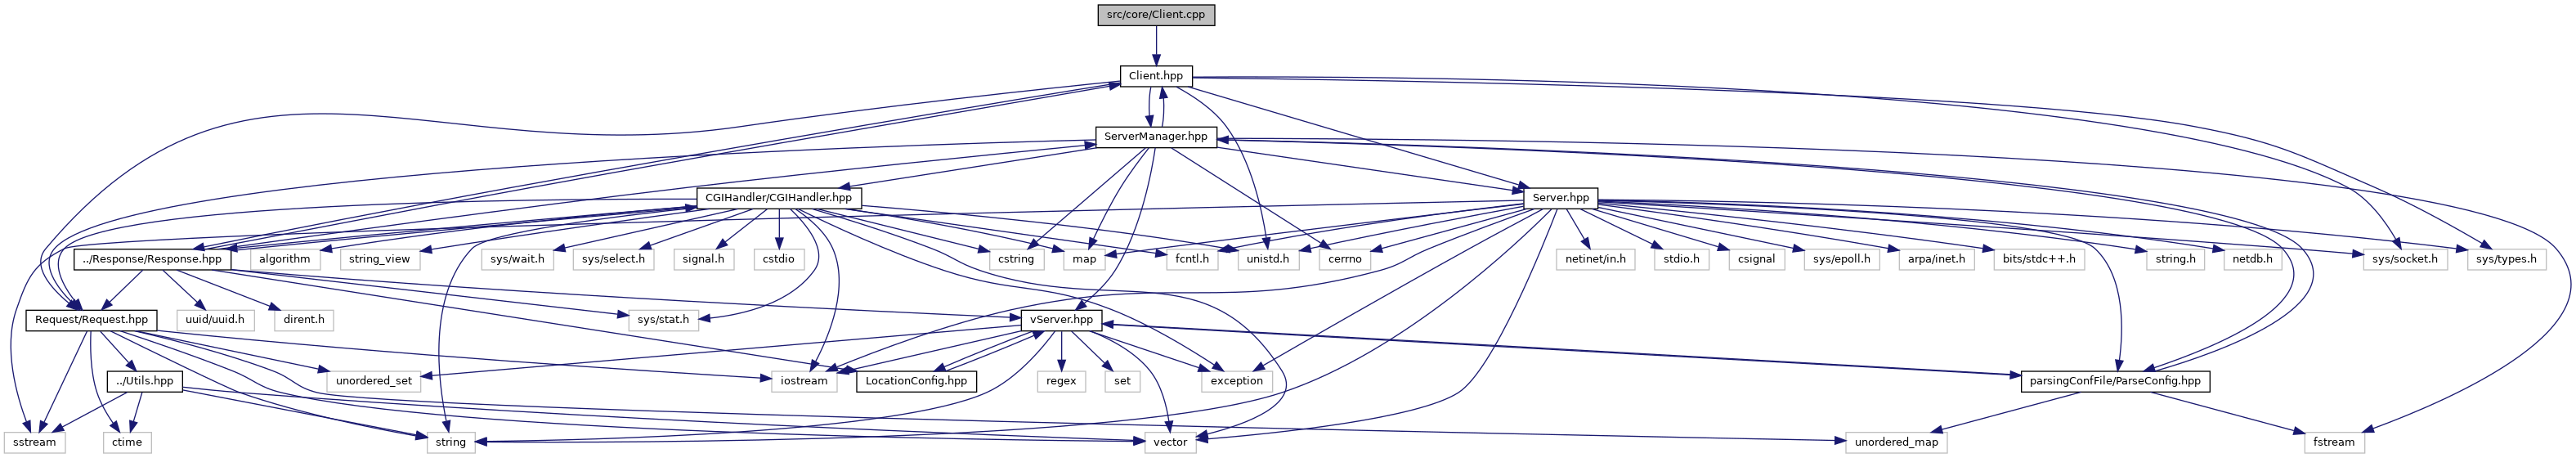 src/core/Client.cpp
Client.hpp
ServerManager.hpp
CGIHandler/CGIHandler.hpp
Server.hpp
../Response/Response.hpp
algorithm
string_view
sys/wait.h
sys/select.h
signal.h
cstdio
cstring
map
fcntl.h
unistd.h
cerrno
netinet/in.h
stdio.h
csignal
sys/epoll.h
arpa/inet.h
bits/stdc++.h
string.h
netdb.h
sys/socket.h
sys/types.h
Request/Request.hpp
uuid/uuid.h
dirent.h
sys/stat.h
vServer.hpp
../Utils.hpp
unordered_set
iostream
LocationConfig.hpp
regex
set
exception
parsingConfFile/ParseConfig.hpp
sstream
ctime
string
vector
unordered_map
fstream